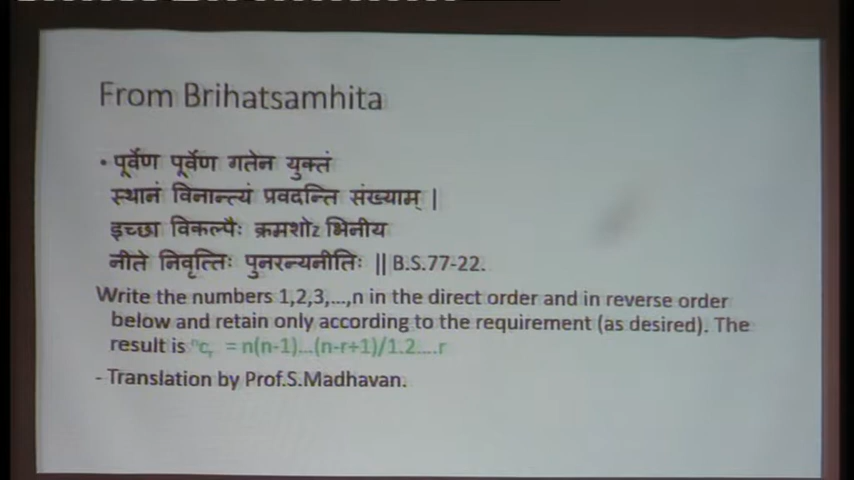 From Brihatsamhita
• पूर्वेण पूर्वेण गतेन युक्तं
स्थानं विनान्त्यं प्रवदन्ति संख्याम् |
इच्छा विकल्पैः क्रमशोz भिनीय
नीते निवृत्तिः पुनरन्यनीतिः || B.S.77-22.
Write the numbers 1,2,3,...,n in the direct order and in reverse order
below and retain only according to the requirement (as desired). The
result is ⁿcᵣ = n(n-1)...(n-r+1)/1.2....r
- Translation by Prof.S.Madhavan.